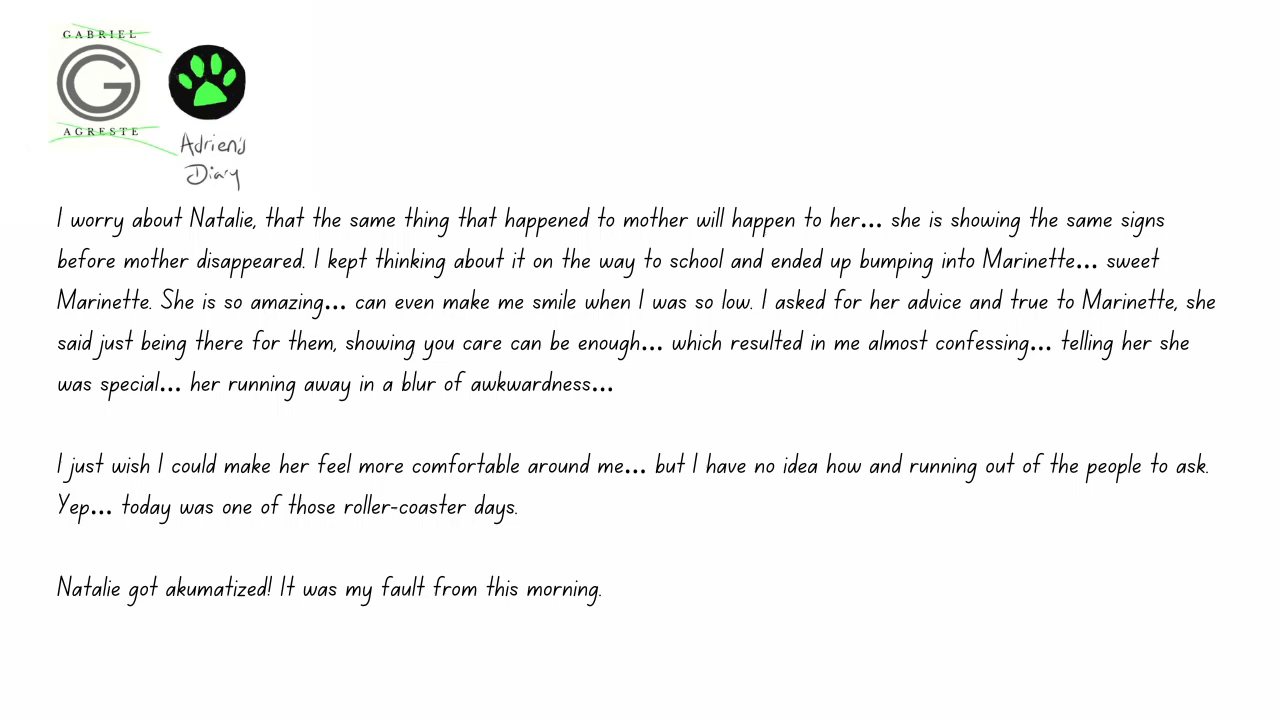 GABRIEL
G
AGRESTE
Adrien's
Diary
I worry about Natalie, that the same thing that happened to mother will happen to her... she is showing the same signs
before mother disappeared. I kept thinking about it on the way to school and ended up bumping into Marinette... sweet
Marinette. She is so amazing... can even make me smile when I was so low. I asked for her advice and true to Marinette, she
said just being there for them, showing you care can be enough... which resulted in me almost confessing... telling her she
was special... her running away in a blur of awkwardness...
I just wish I could make her feel more comfortable around me... but I have no idea how and running out of the people to ask.
Yep... today was one of those roller-coaster days.
Natalie got akumatized! It was my fault from this morning.